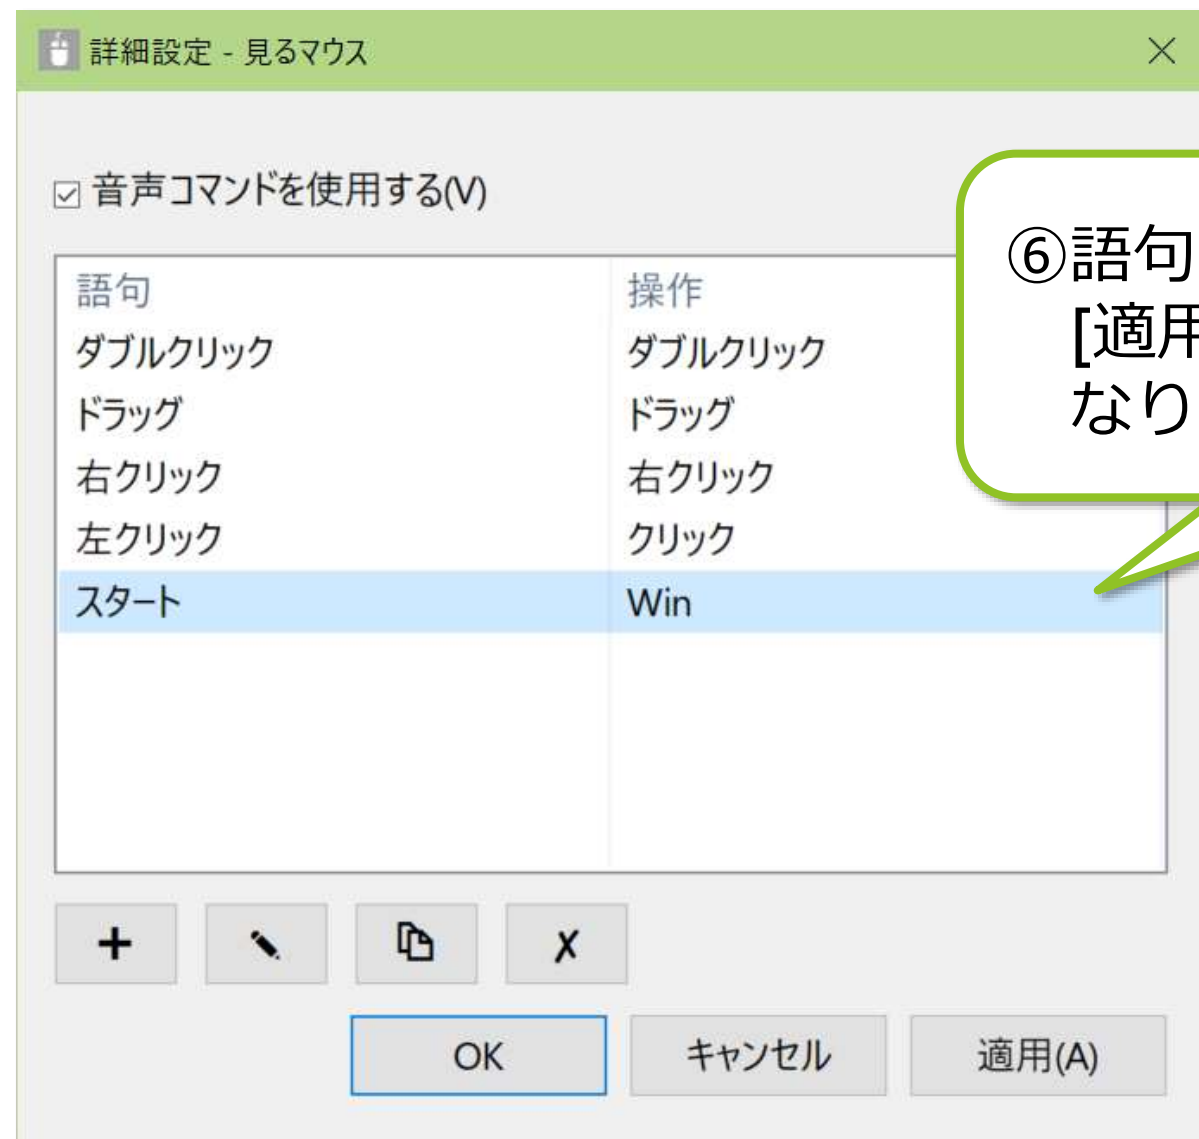 詳細設定 - 見るマウス
音声コマンドを使用する(V)
語句 操作
ダブルクリック ダブルクリック
ドラッグ ドラッグ
右クリック 右クリック
左クリック クリック
スタート Win
⑥語句
[適用
なり
OK キャンセル 適用(A)